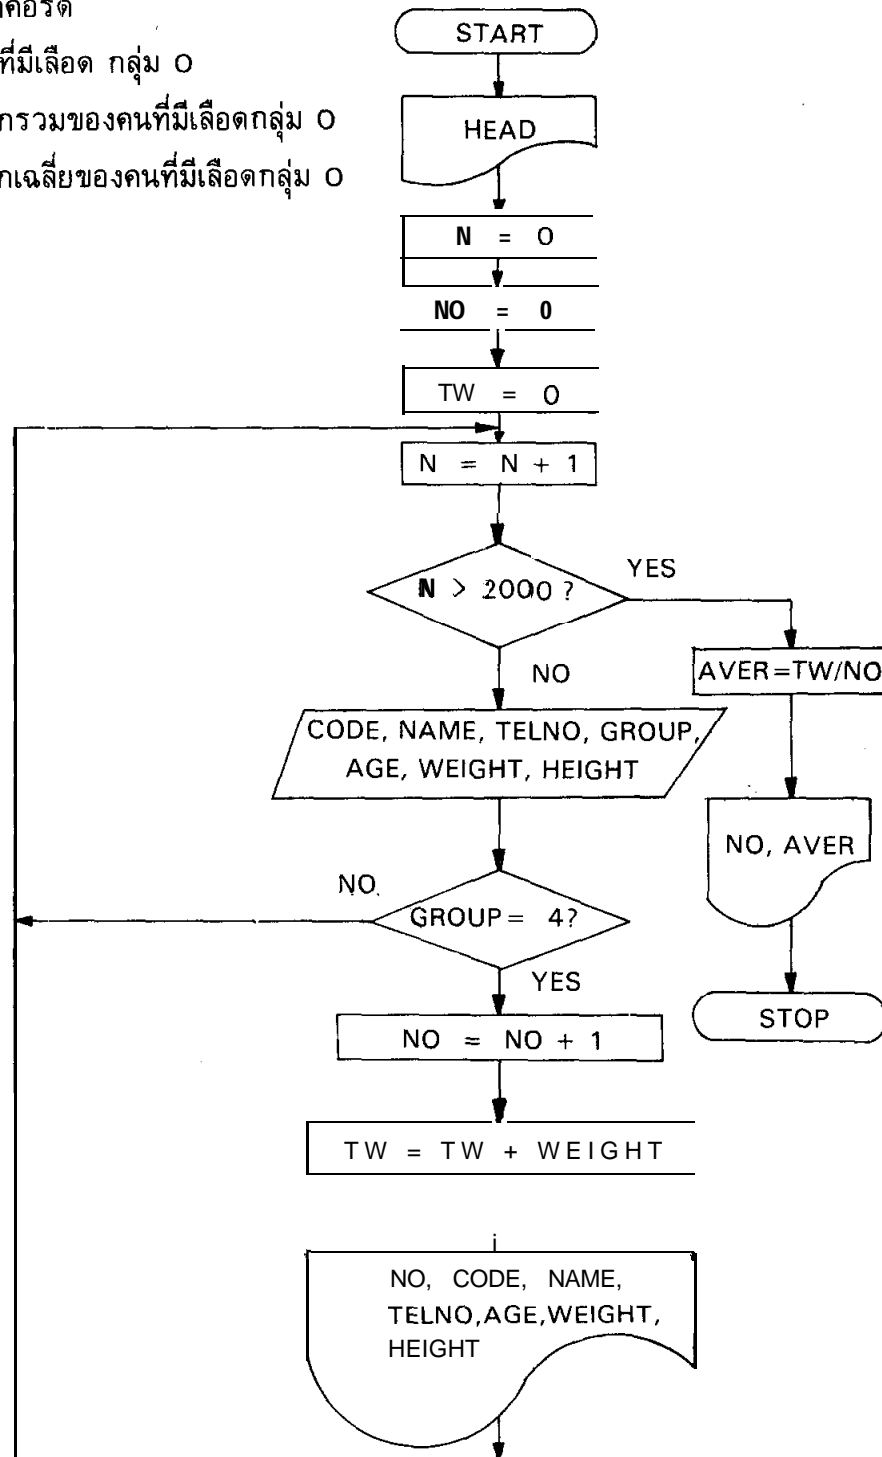 ที่มีเลือด กลุ่ม O
กรวมของคนที่มีเลือดกลุ่ม O
กเฉลี่ยของคนที่มีเลือดกลุ่ม O
START
HEAD
N = O
NO = 0
TW = O
N = N + 1
N > 2000 ?
YES
NO
AVER=TW/NO
CODE, NAME, TELNO, GROUP,
AGE, WEIGHT, HEIGHT
NO, AVER
STOP
GROUP = 4?
NO
YES
NO = NO + 1
TW = TW + WEIGHT
NO, CODE, NAME,
TELNO,AGE,WEIGHT,
HEIGHT